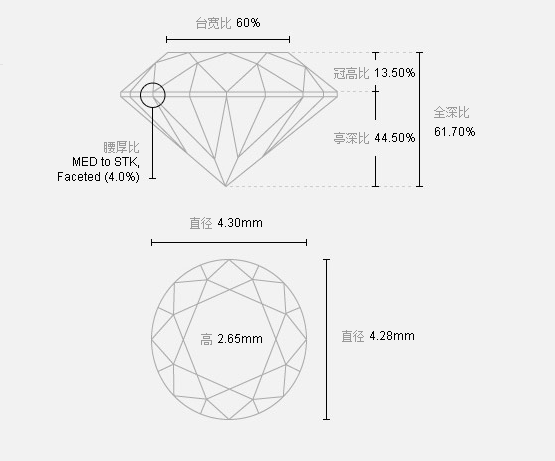 台宽比 60%
冠高比 13.50%
全深比
61.70%
亭深比 44.50%
腰厚比
MED to STK,
Faceted (4.0%)
直径 4.30mm
高 2.65mm
直径 4.28mm